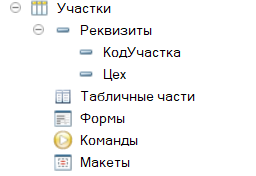 Участки
Реквизиты
КодУчастка
Цех
Табличные части
Формы
Команды
Макеты